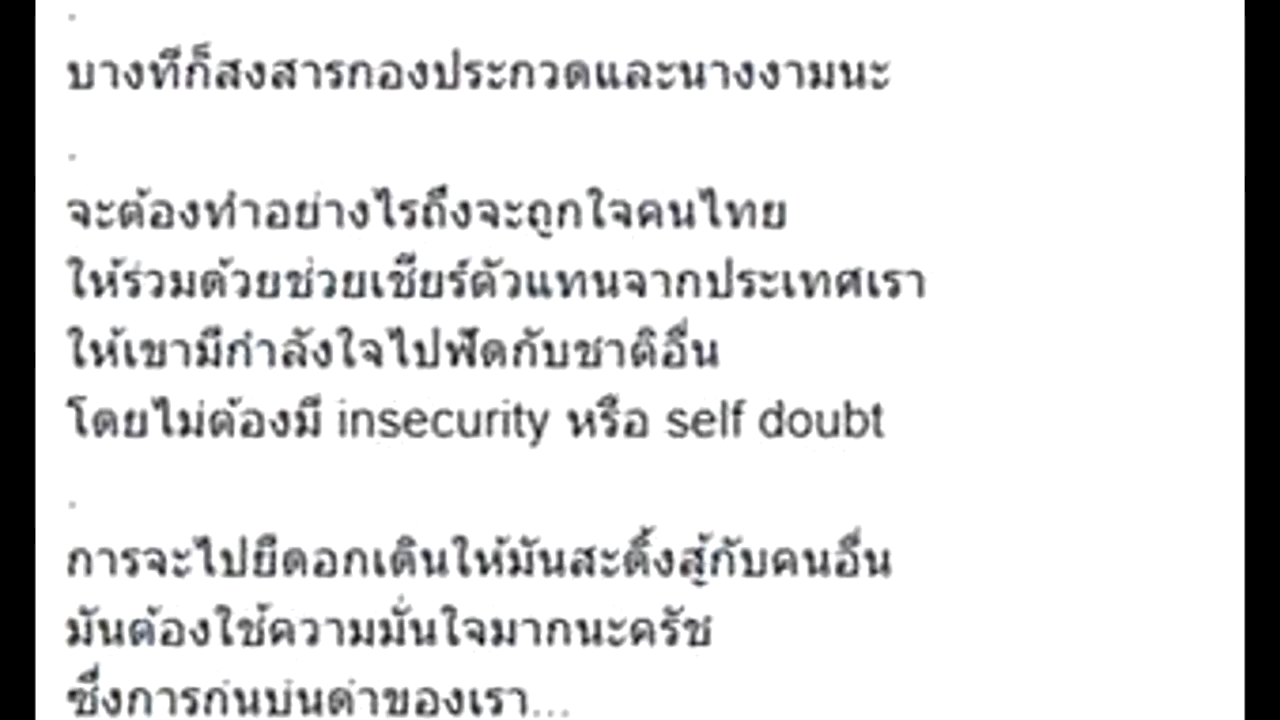 .
บางทีก็สงสารกองประกวดและนางงามนะ
.
จะต้องทำอย่างไรถึงจะถูกใจคนไทย
ให้ร่วมด้วยช่วยเชียร์ตัวแทนจากประเทศเรา
ให้เขามีกำลังใจไปฟัดกับชาติอื่น
โดยไม่ต้องมี insecurity หรือ self doubt
.
การจะไปยืดอกเดินให้มันสะดิ้งสู้กับคนอื่น
มันต้องใช้ความมั่นใจมากนะครัช
ซึ่งการก่นบ่นด่าของเรา...